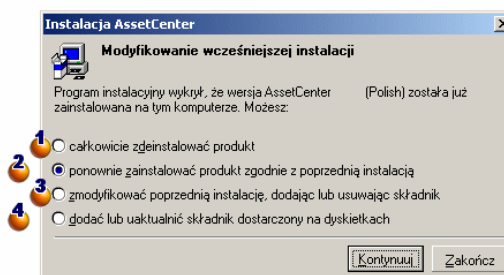 Instalacja AssetCenter
Modyfikowanie wcześniejszej instalacji
Program instalacyjny wykrył, że wersja AssetCenter (Polish) została już
zainstalowana na tym komputerze. Możesz:
1 całkowicie zdeinstalować produkt
2 ponownie zainstalować produkt zgodnie z poprzednią instalacją
3 zmodyfikować poprzednią instalację, dodając lub usuwając składnik
4 dodać lub uaktualnić składnik dostarczony na dyskietkach
Kontynuuj Zakończ